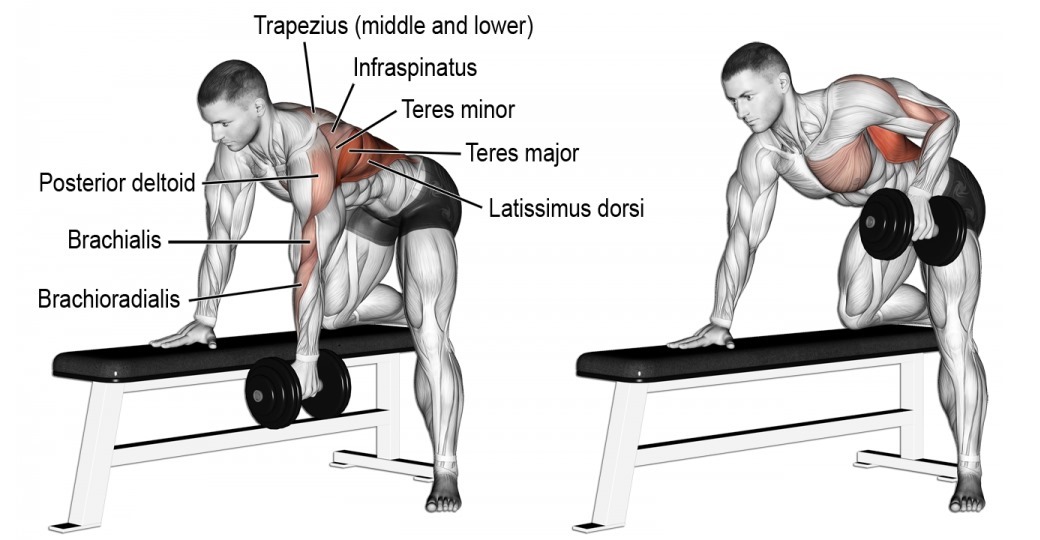 Trapezius (middle and lower)
Infraspinatus
Teres minor
Teres major
Posterior deltoid
Latissimus dorsi
Brachialis
Brachioradialis